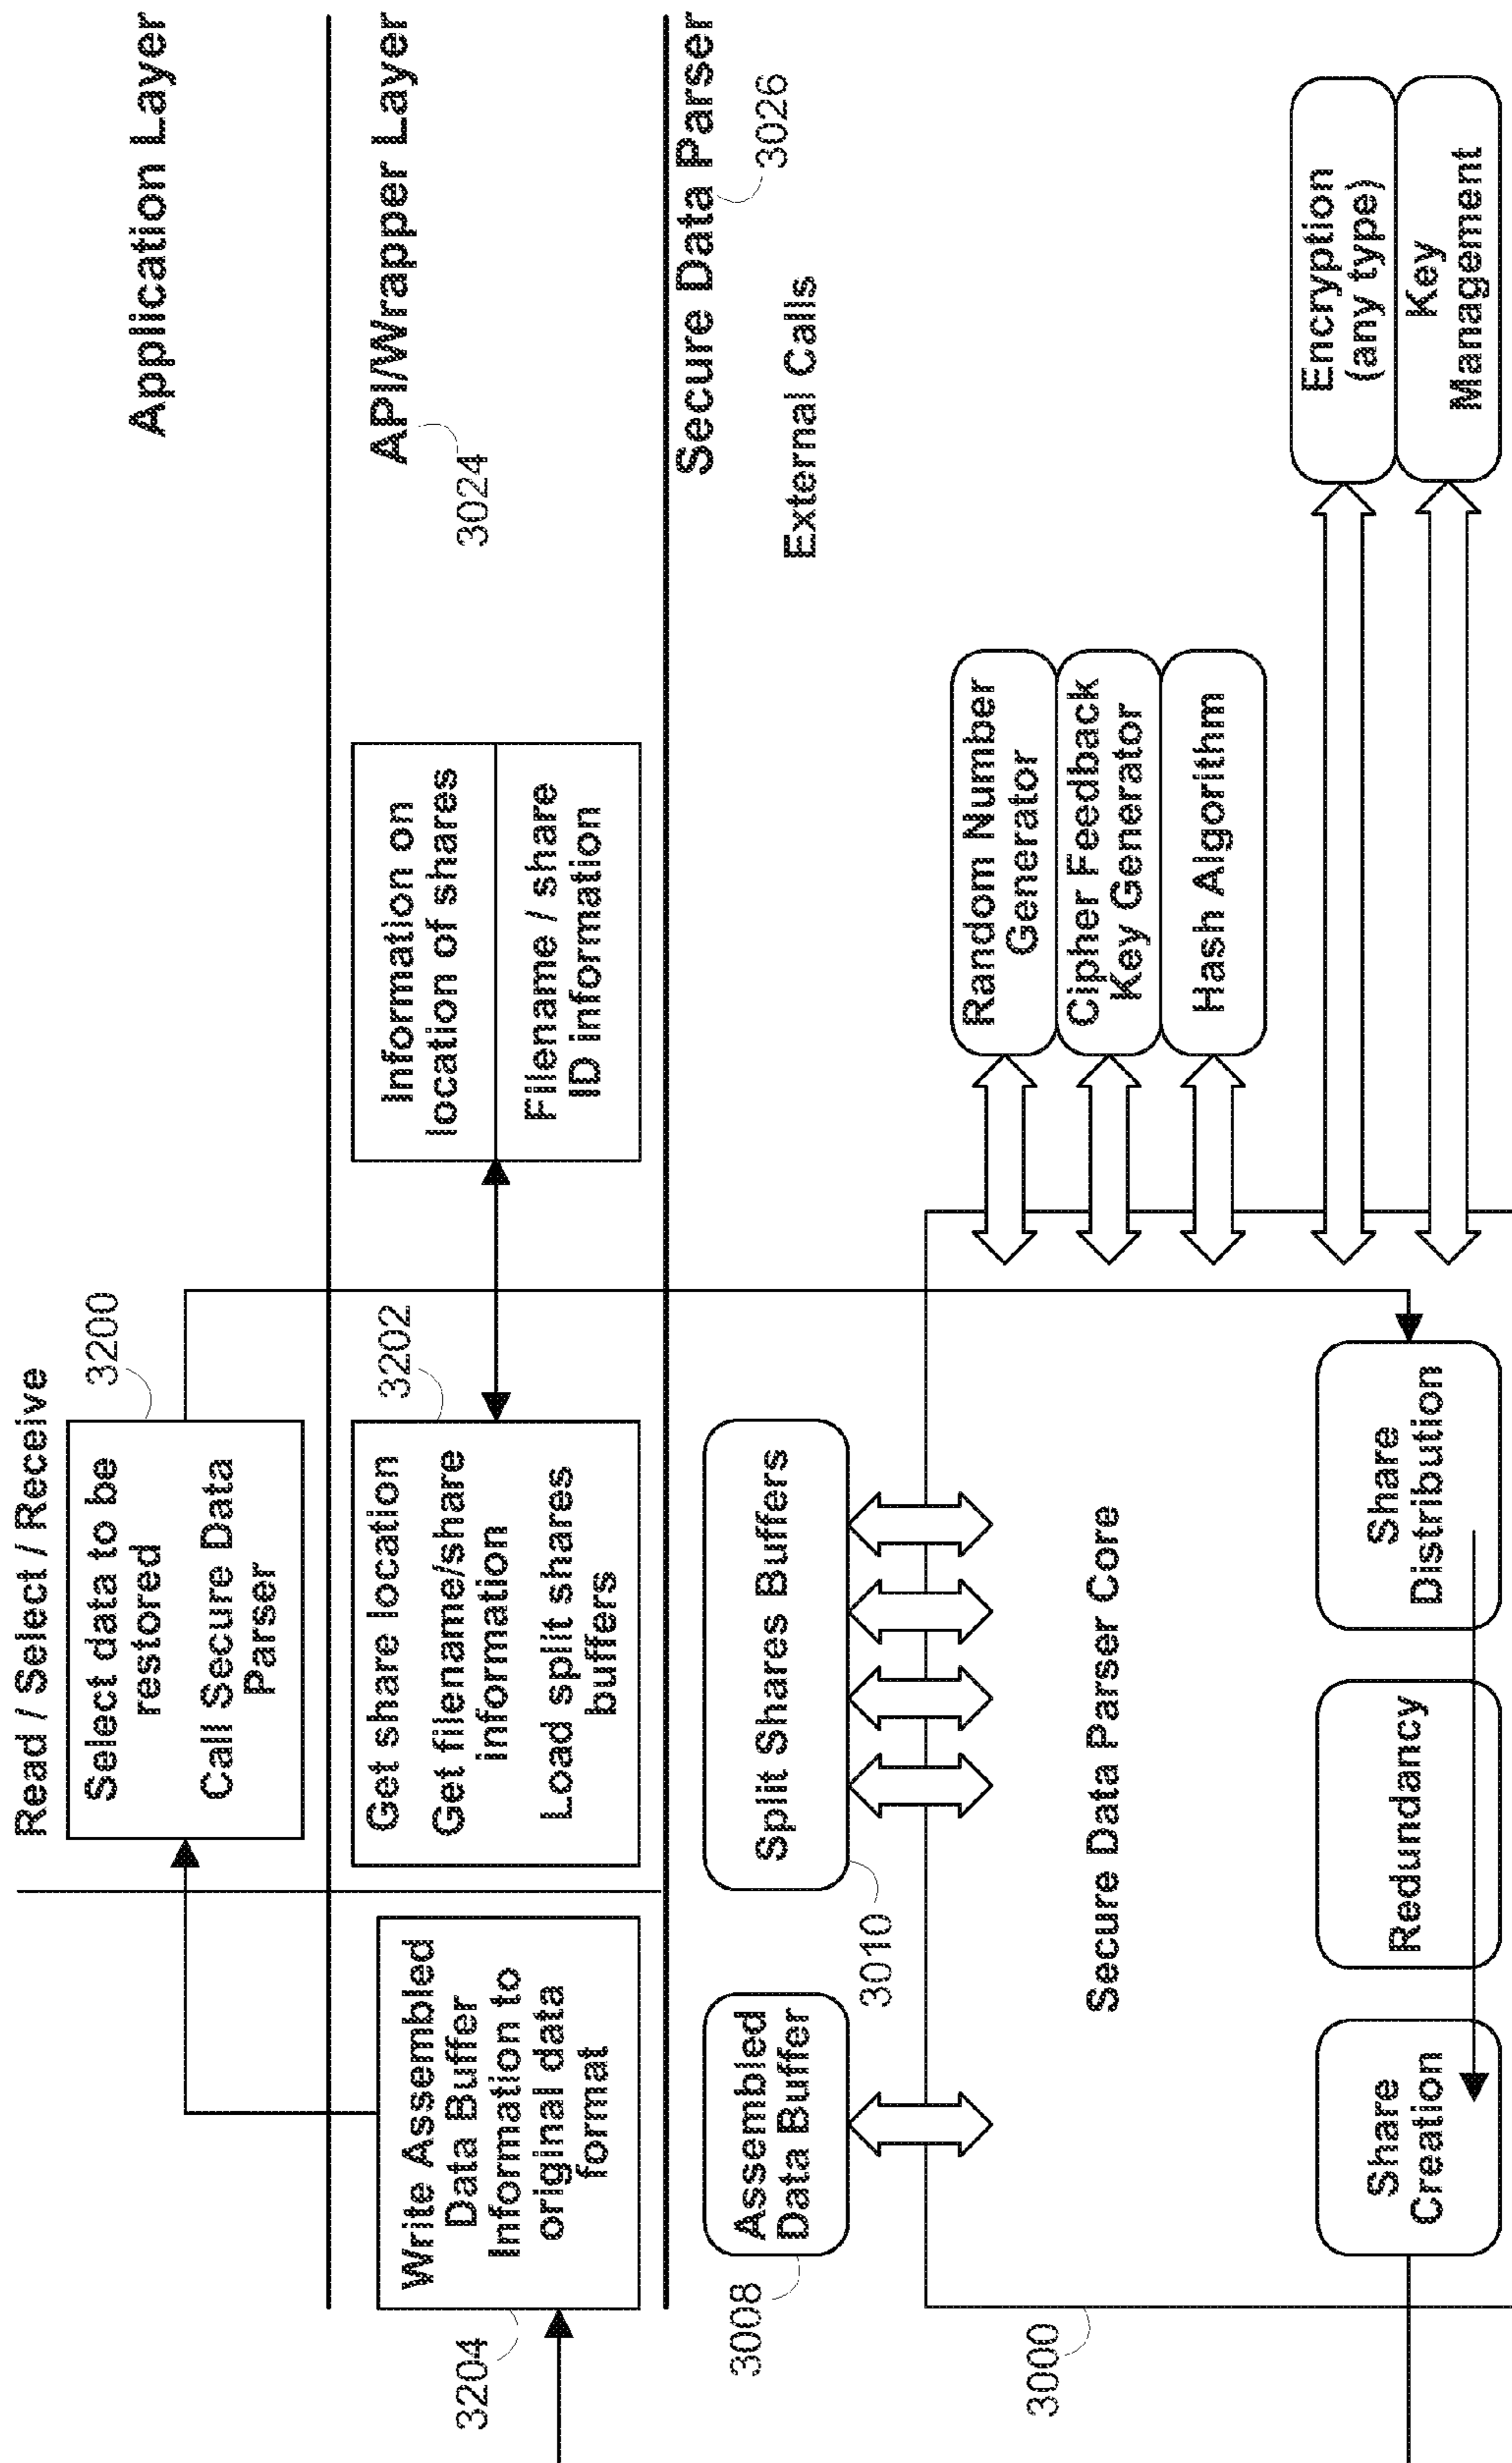 Read / Select / Receive
Application Layer
3200
Select data to be
restored
Call Secure Data
Parser
API/Wrapper Layer
3024
3204
Write Assembled
Data Buffer
Information to
original data
format
3202
Get share location
Get filename/share
information
Load split shares
buffers
Information on
location of shares
Filename / share
ID information
Secure Data Parser
3026
External Calls
3008
Assembled
Data Buffer
3010
Split Shares Buffers
3000
Secure Data Parser Core
Random Number
Generator
Cipher Feedback
Key Generator
Hash Algorithm
Share
Creation
Redundancy
Share
Distribution
Encryption
(any type)
Key
Management